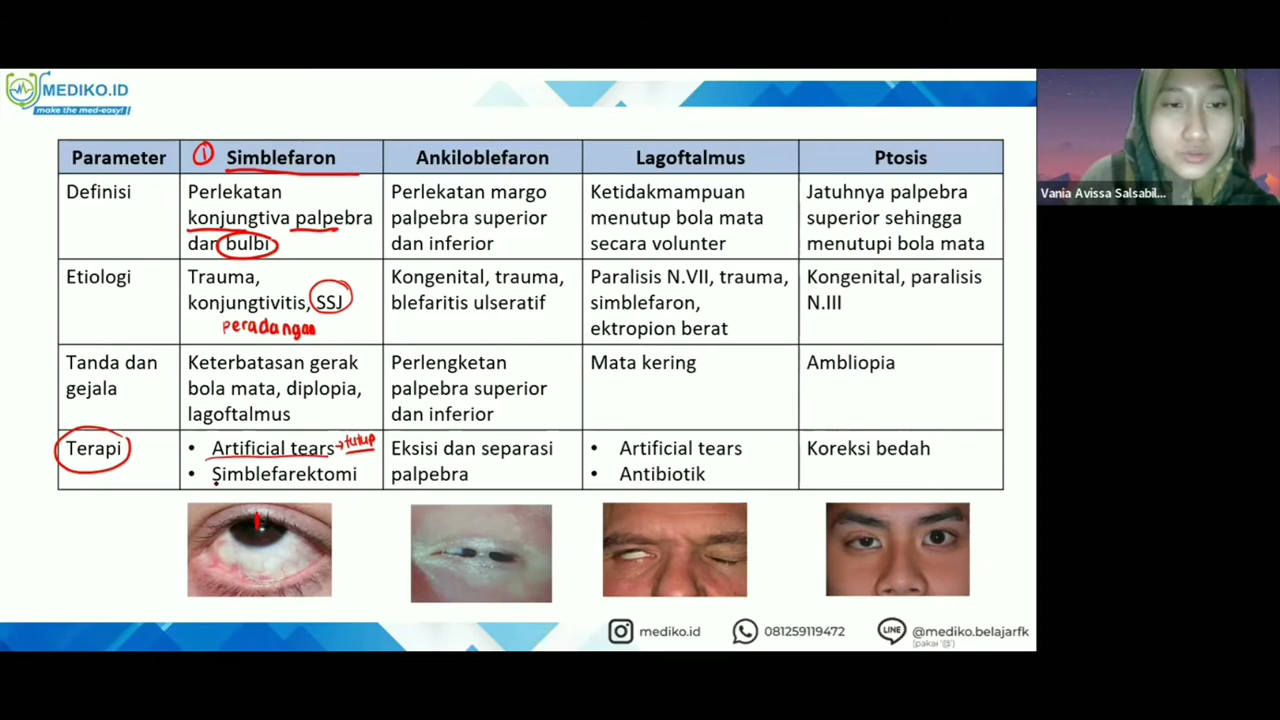 MEDIKO.ID
make the med-easy!
Vania Avissa Salsabil...
Parameter
① Simblefaron
Ankiloblefaron
Lagoftalmus
Ptosis
Definisi
Perlekatan
konjungtiva palpebra
dan bulbi
Perlekatan margo
palpebra superior
dan inferior
Ketidakmampuan
menutup bola mata
secara volunter
Jatuhnya palpebra
superior sehingga
menutupi bola mata
Etiologi
Trauma,
konjungtivitis, SSJ
peradangan
Kongenital, trauma,
blefaritis ulseratif
Paralisis N.VII, trauma,
simblefaron,
ektropion berat
Kongenital, paralisis
N.III
Tanda dan
gejala
Keterbatasan gerak
bola mata, diplopia,
lagoftalmus
Perlengketan
palpebra superior
dan inferior
Mata kering
Ambliopia
Terapi
• Artificial tears → tutup
• Simblefarektomi
Eksisi dan separasi
palpebra
• Artificial tears
• Antibiotik
Koreksi bedah
mediko.id
081259119472
LINE
@mediko.belajarfk
(pakai '@')